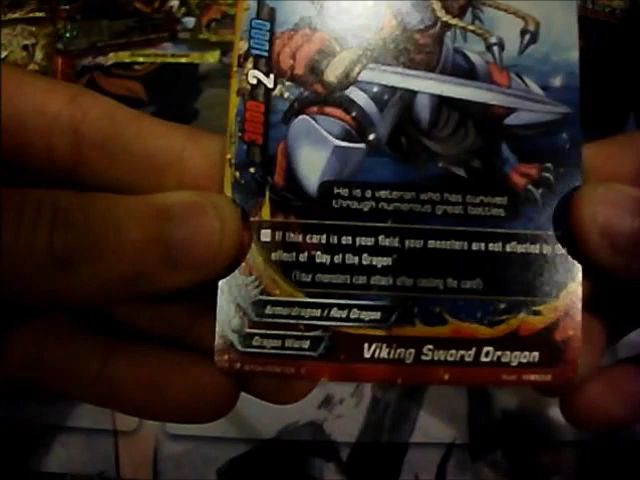 3000 2 1000
He is a veteran who has survived
through numerous great battles.
If this card is on your field, your monsters are not affected by the
effect of "Day of the Dragon"
(Your monsters can attack after casting the card!)
Armordragon / Red Dragon
Dragon World
Viking Sword Dragon